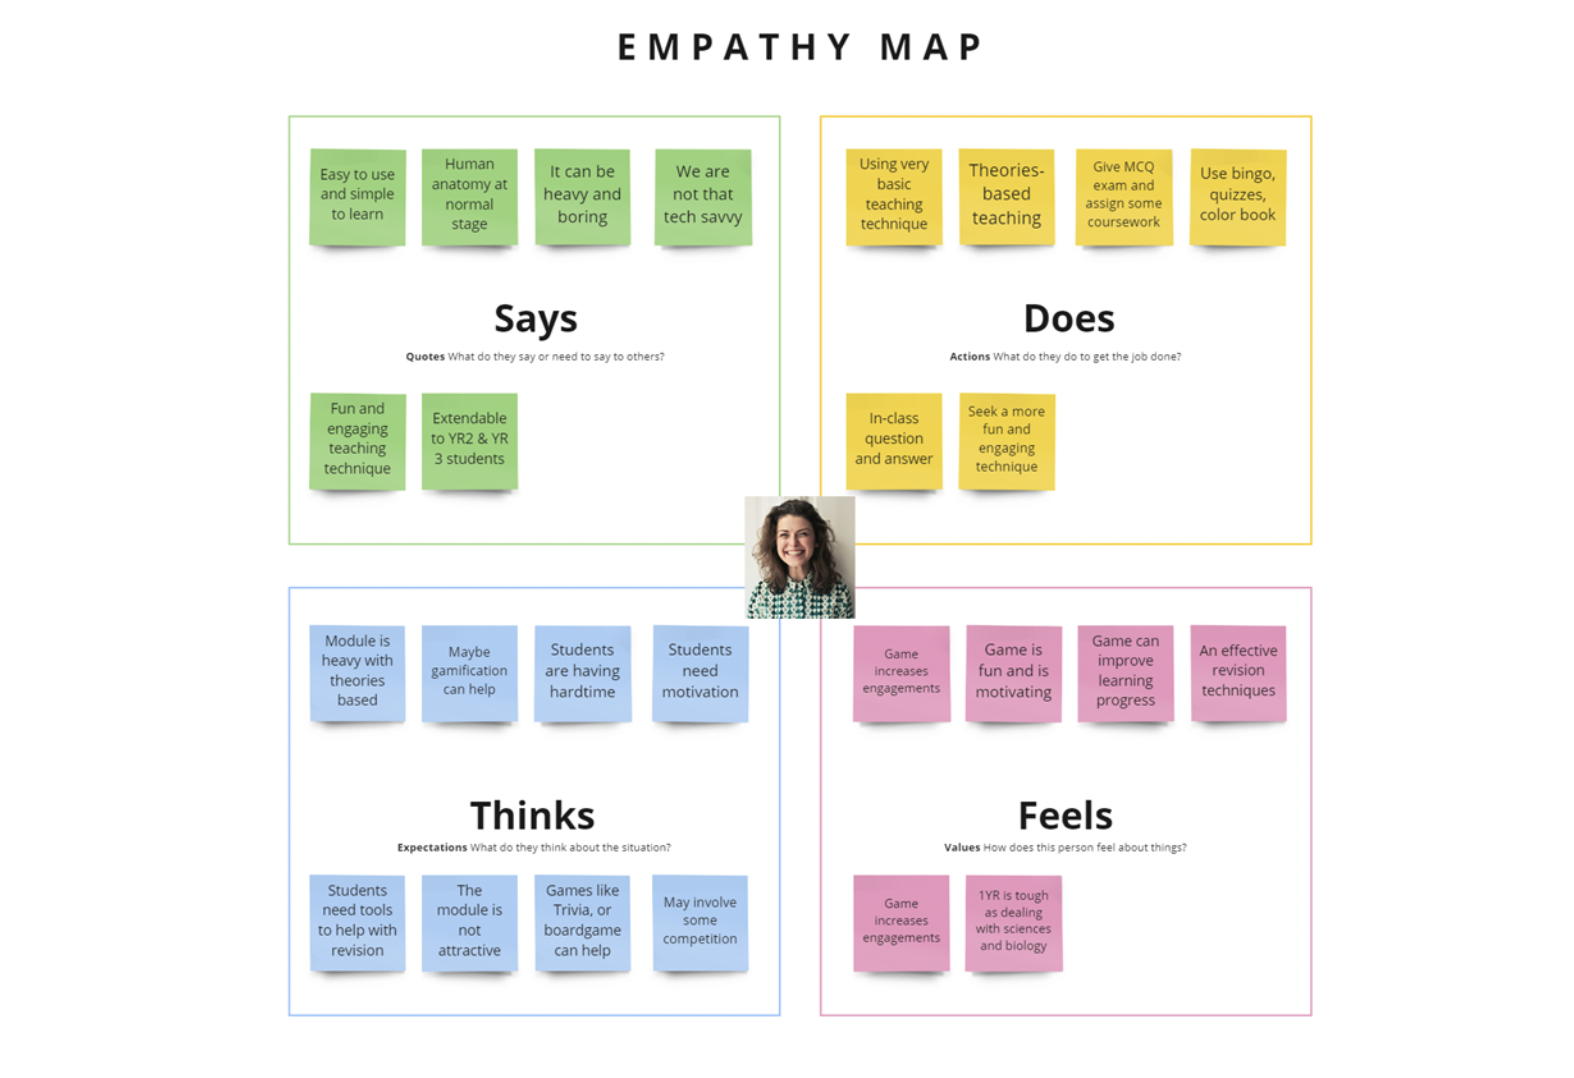 EMPATHY MAP
Easy to use
and simple
to learn
Human
anatomy at
normal
stage
It can be
heavy and
boring
We are
not that
tech savvy
Says
Quotes What do they say or need to say to others?
Fun and
engaging
teaching
technique
Extendable
to YR2 & YR
3 students
Using very
basic
teaching
technique
Theories-
based
teaching
Give MCQ
exam and
assign some
coursework
Use bingo,
quizzes,
color book
Does
Actions What do they do to get the job done?
In-class
question
and answer
Seek a more
fun and
engaging
technique
Module is
heavy with
theories
based
Maybe
gamification
can help
Students
are having
hardtime
Students
need
motivation
Thinks
Expectations What do they think about the situation?
Students
need tools
to help with
revision
The
module is
not
attractive
Games like
Trivia, or
boardgame
can help
May involve
some
competition
Game
increases
engagements
Game is
fun and is
motivating
Game can
improve
learning
progress
An effective
revision
techniques
Feels
Values How does this person feel about things?
Game
increases
engagements
1YR is tough
as dealing
with sciences
and biology